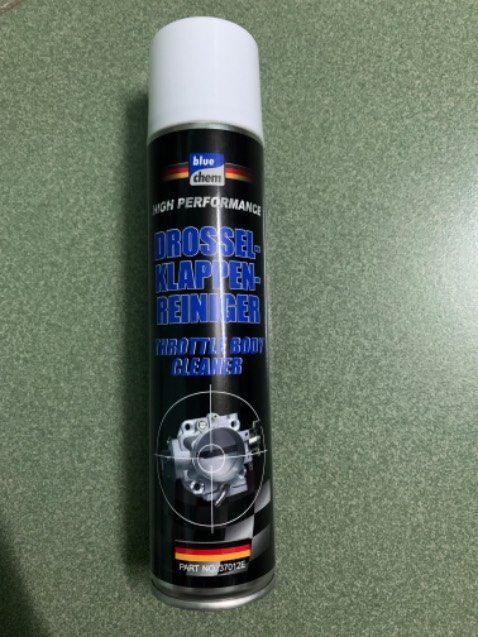 blue
chem
HIGH PERFORMANCE
DROSSEL-
KLAPPEN-
REINIGER
THROTTLE BODY
CLEANER
PART NO. 37012E